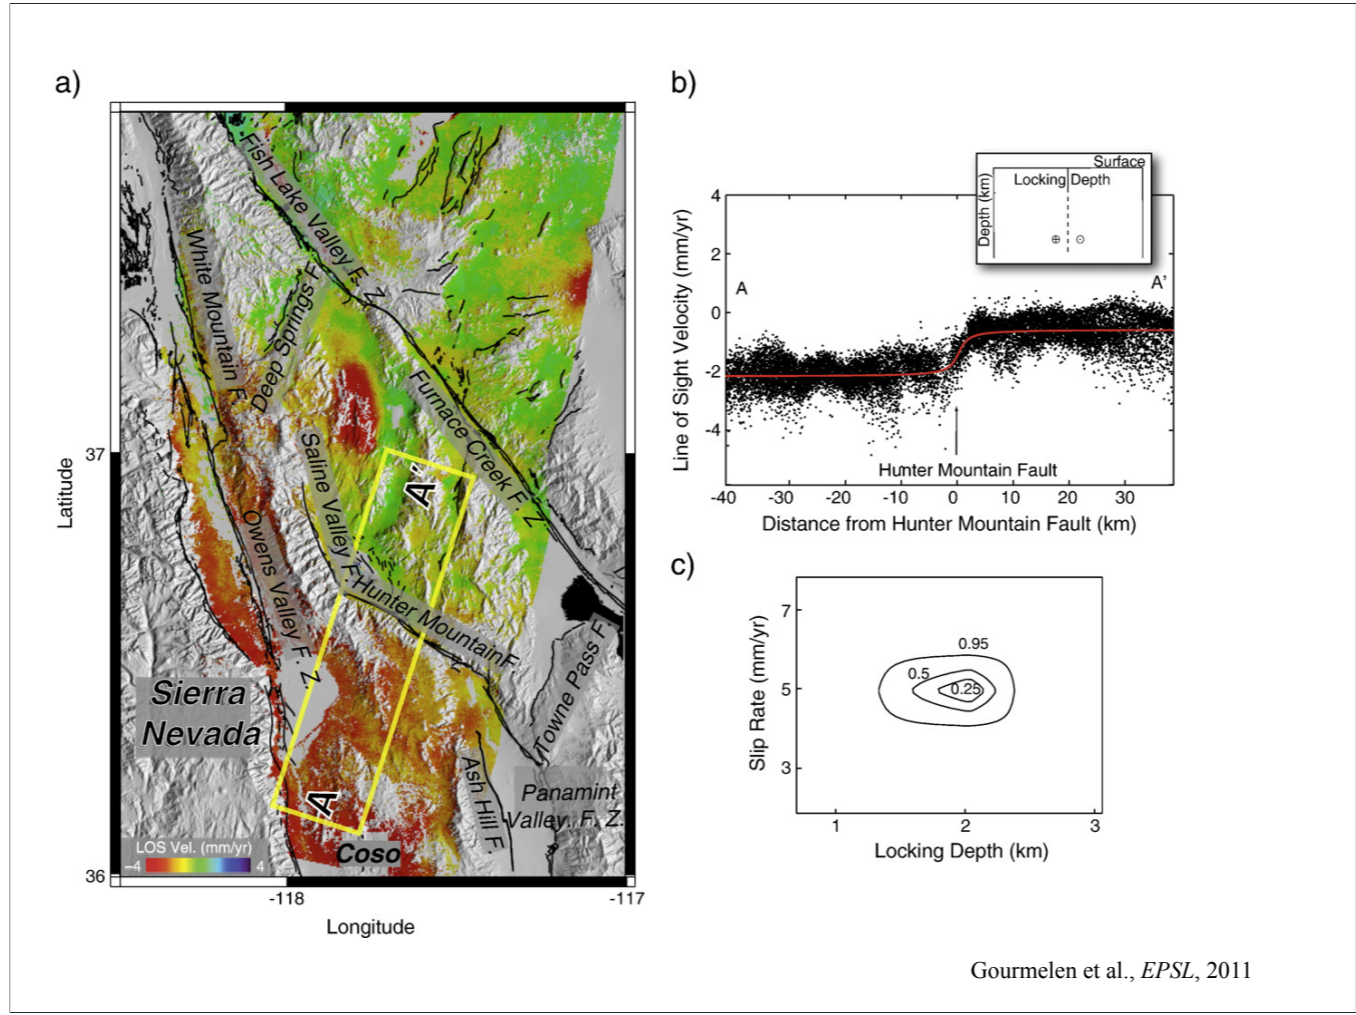 a)
Fish Lake Valley F. Z.
White Mountain F.
Deep Springs F.
Furnace Creek F. Z.
Saline Valley F.
Owens Valley F. Z.
Hunter Mountain F.
Towne Pass F.
Ash Hill F.
Panamint
Valley F. Z.
Sierra
Nevada
Coso
A'
A
LOS Vel. (mm/yr)
−4 4
37
36
Latitude
-118 -117
Longitude
b)
Surface
Locking Depth
Depth (km)
A A'
4
2
0
-2
-4
Line of Sight Velocity (mm/yr)
Hunter Mountain Fault
-40 -30 -20 -10 0 10 20 30
Distance from Hunter Mountain Fault (km)
c)
7
5
3
Slip Rate (mm/yr)
0.95
0.5
0.25
1 2 3
Locking Depth (km)
Gourmelen et al., EPSL, 2011